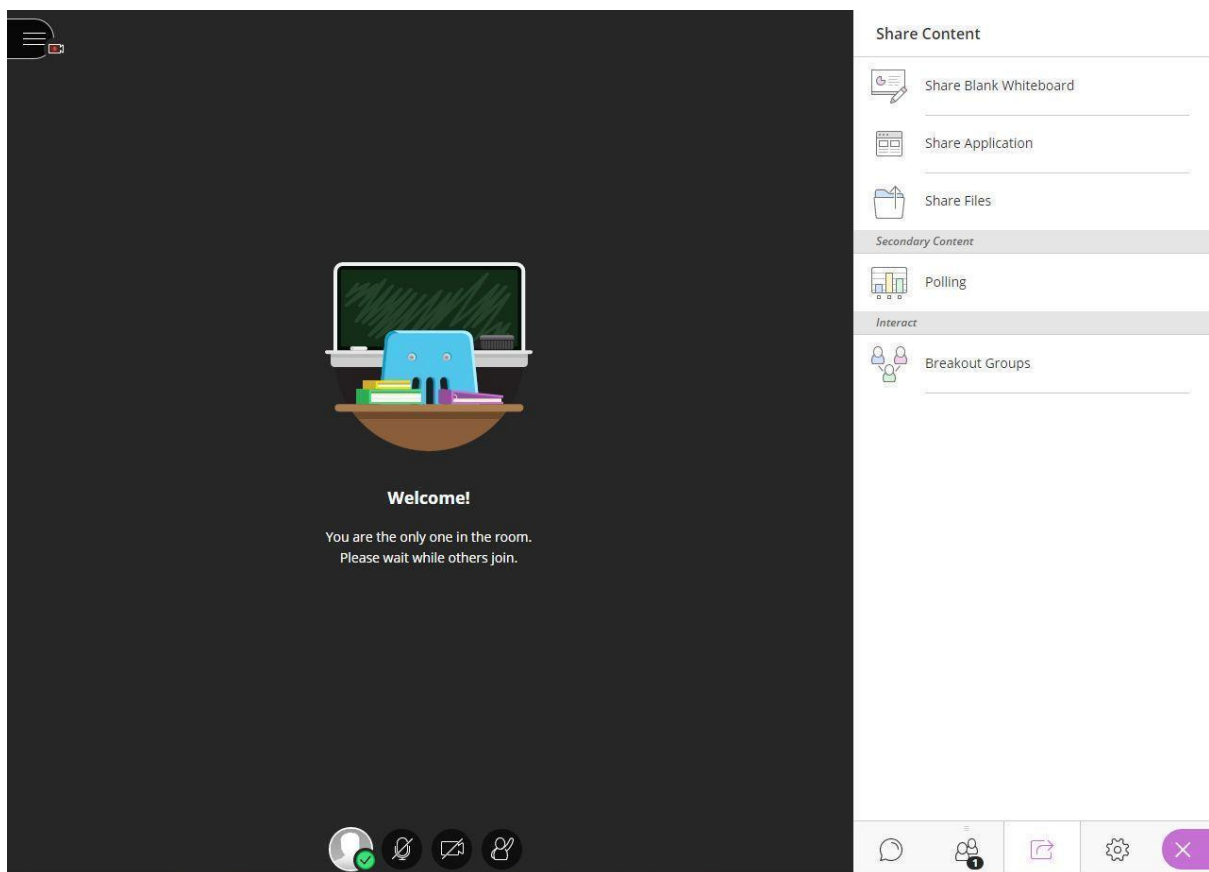 Share Content
Share Blank Whiteboard
Share Application
Share Files
Secondary Content
Polling
Interact
Breakout Groups
Welcome!
You are the only one in the room.
Please wait while others join.
1